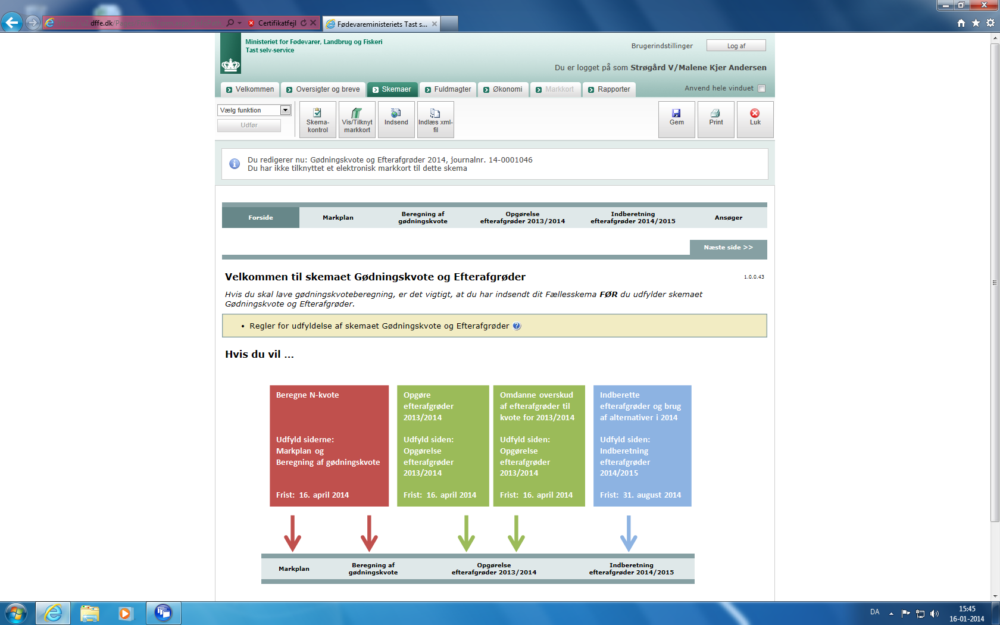 dffe.dk/
Certifikatfejl
Fødevareministeriets Tast s...
Ministeriet for Fødevarer, Landbrug og Fiskeri
Tast selv-service
Brugerindstillinger
Log af
Du er logget på som Strøgård V/Malene Kjer Andersen
Velkommen
Oversigter og breve
Skemaer
Fuldmagter
Økonomi
Markkort
Rapporter
Anvend hele vinduet
Vælg funktion
Udfør
Skema-
kontrol
Vis/Tilknyt
markkort
Indsend
Indlæs xml-
fil
Gem
Print
Luk
Du redigerer nu: Gødningskvote og Efterafgrøder 2014, journalnr. 14-0001046
Du har ikke tilknyttet et elektronisk markkort til dette skema
Forside
Markplan
Beregning af
gødningskvote
Opgørelse
efterafgrøder 2013/2014
Indberetning
efterafgrøder 2014/2015
Ansøger
Næste side >>
Velkommen til skemaet Gødningskvote og Efterafgrøder
1.0.0.43
Hvis du skal lave gødningskvoteberegning, er det vigtigt, at du har indsendt dit Fællesskema FØR du udfylder skemaet
Gødningskvote og Efterafgrøder.
• Regler for udfyldelse af skemaet Gødningskvote og Efterafgrøder
Hvis du vil ...
Beregne N-kvote
Udfyld siderne:
Markplan og
Beregning af gødningskvote
Frist: 16. april 2014
Opgøre
efterafgrøder
2013/2014
Udfyld siden:
Opgørelse
efterafgrøder
2013/2014
Frist: 16. april 2014
Omdanne overskud
af efterafgrøder til
kvote for 2013/2014
Udfyld siden:
Opgørelse
efterafgrøder
2013/2014
Frist: 16. april 2014
Indberette
efterafgrøder og brug
af alternativer i 2014
Udfyld siden:
Indberetning
efterafgrøder
2014/2015
Frist: 31. august 2014
Markplan
Beregning af
gødningskvote
Opgørelse
efterafgrøder 2013/2014
Indberetning
efterafgrøder 2014/2015
DA
15:45
16-01-2014